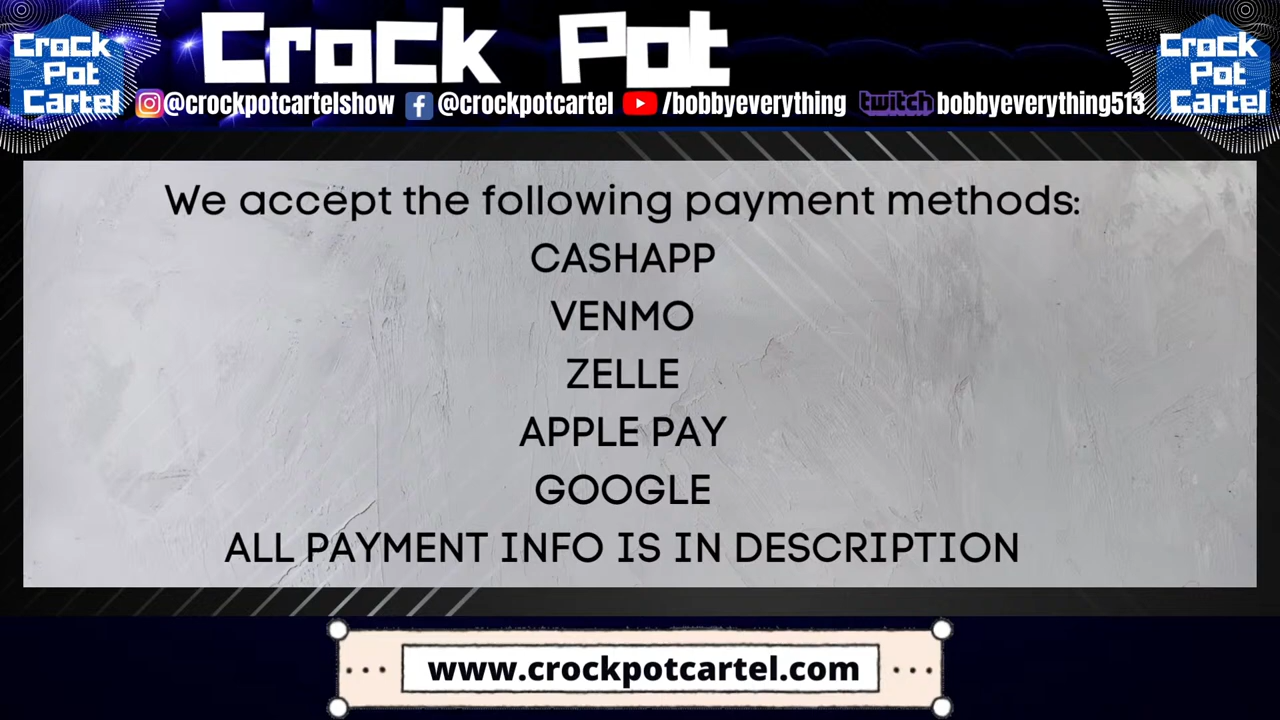 Crock Pot
Crock
Pot
Cartel
@crockpotcartelshow @crockpotcartel /bobbyeverything twitch bobbyeverything513
Crock
Pot
Cartel
We accept the following payment methods:
CASHAPP
VENMO
ZELLE
APPLE PAY
GOOGLE
ALL PAYMENT INFO IS IN DESCRIPTION
www.crockpotcartel.com